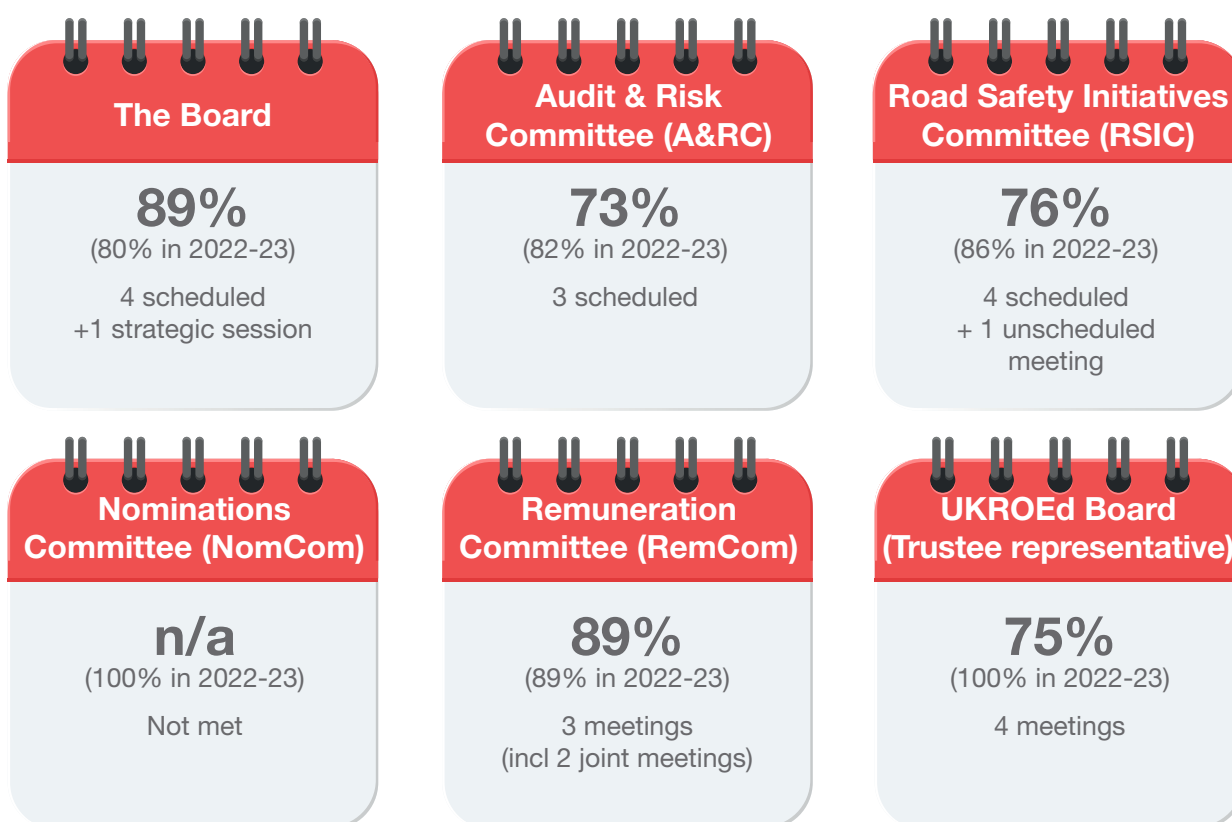 The Board
89%
(80% in 2022-23)
4 scheduled
+1 strategic session
Audit & Risk
Committee (A&RC)
73%
(82% in 2022-23)
3 scheduled
Road Safety Initiatives
Committee (RSIC)
76%
(86% in 2022-23)
4 scheduled
+ 1 unscheduled
meeting
Nominations
Committee (NomCom)
n/a
(100% in 2022-23)
Not met
Remuneration
Committee (RemCom)
89%
(89% in 2022-23)
3 meetings
(incl 2 joint meetings)
UKROEd Board
(Trustee representative)
75%
(100% in 2022-23)
4 meetings